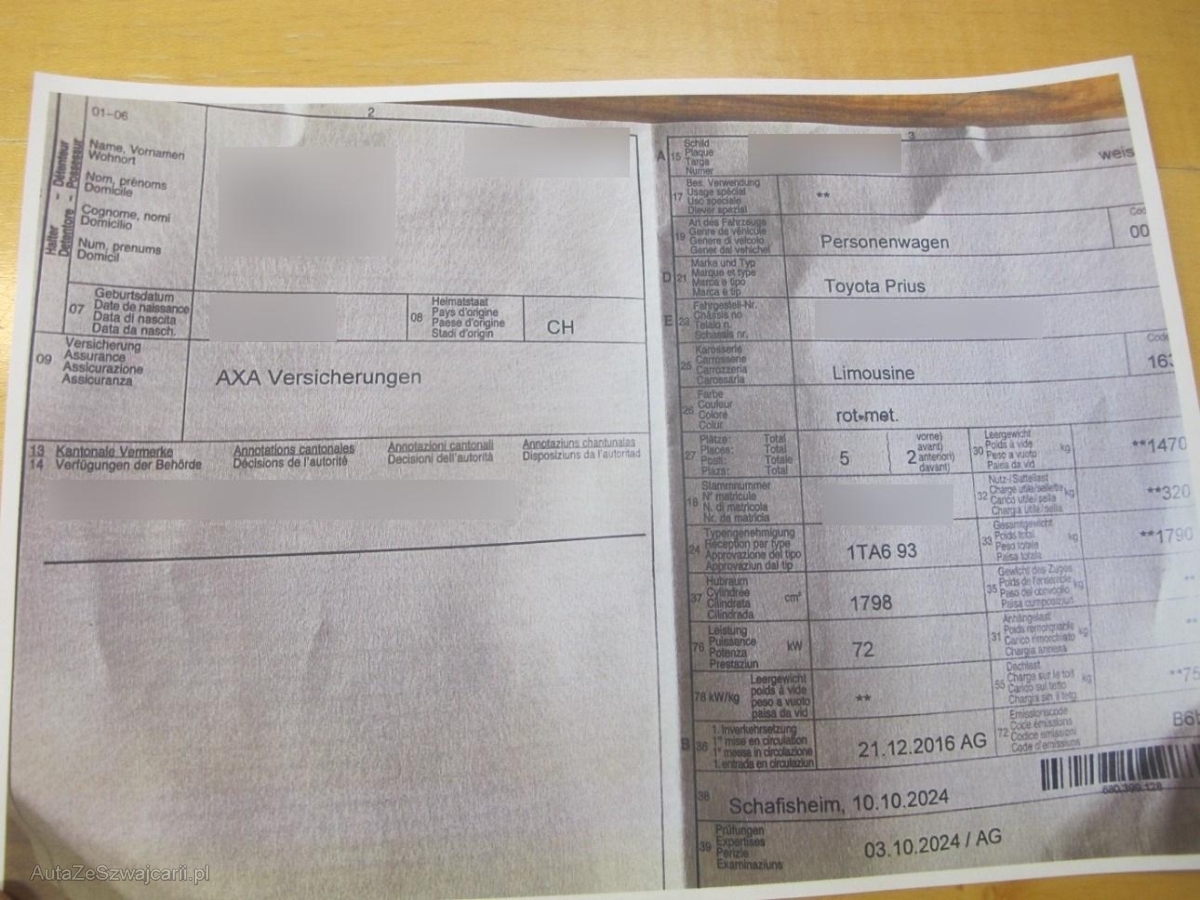 01-06
2
Halter - Détenteur
Detentore - Possessur
Name, Vornamen
Wohnort
Nom, prénoms
Domicile
Cognome, nomi
Domicilio
Num, prenums
Domicil
07
Geburtsdatum
Date de naissance
Data di nascita
Data da nasch.
08
Heimatstaat
Pays d'origine
Paese d'origine
Stadi d'origin
CH
09
Versicherung
Assurance
Assicurazione
Assicuranza
AXA Versicherungen
13 Kantonale Vermerke Annotations cantonales Annotazioni cantonali Annotaziuns chantunalas
14 Verfügungen der Behörde Décisions de l'autorité Decisioni dell'autorità Disposiziuns da l'autoritad
3
A 15
Schild
Plaque
Targa
Numer
weis
17
Bes. Verwendung
Usage spécial
Uso speciale
Diever spezial
**
19
Art des Fahrzeugs
Genre de véhicule
Genere di veicolo
Gener dal vehichel
Personenwagen
Cod
00
D 21
Marke und Typ
Marque et type
Marca e tipo
Marca e tip
Toyota Prius
E 23
Fahrgestell-Nr.
Châssis no
Telaio n.
Schassis nr.
25
Karosserie
Carrosserie
Carrozzeria
Carossaria
Limousine
Code
163
26
Farbe
Couleur
Colore
Colur
rot-met.
27
Plätze: Total
Places: Total
Posti: Totale
Plazs: Total
5
2
vorne)
avant)
anteriori)
davant)
30
Leergewicht
Poids à vide
Peso a vuoto
Paisa da vid
kg
**1470
18
Stammnummer
N° matricule
N. di matricola
Nr. da matricla
32
Nutz-/Sattellast
Charge utile/sellette
Carico utile/sella
Chargia utila/sella
kg
**320
24
Typengenehmigung
Réception par type
Approvazione del tipo
Approvaziun dal tip
1TA6 93
33
Gesamtgewicht
Poids total
Peso totale
Paisa totala
kg
**1790
37
Hubraum
Cylindrée
Cilindrata
Cilindrada
cm³
1798
35
Gewicht des Zuges
Poids de l'ensemble
Peso del convoglio
Paisa cumposiziun
kg
**
76
Leistung
Puissance
Potenza
Prestaziun
kW
72
31
Anhängelast
Poids remorquable
Carico rimorchiato
Chargia annexa
kg
**
78 kW/kg
Leergewicht
poids à vide
peso a vuoto
paisa da vid
**
55
Dachlast
Charge sur le toit
Carico sul tetto
Chargia sin il tetg
kg
**75
B 36
1. Inverkehrsetzung
1re mise en circulation
1a messa in circolazione
1. entrada en circulaziun
21.12.2016 AG
72
Emissionscode
Code émissions
Codice emissioni
Code d'emissiuns
B6
38
Schafisheim, 10.10.2024
580.399.128
39
Prüfungen
Expertises
Perizie
Examinaziuns
03.10.2024 / AG
AutaZeSzwajcarii.pl